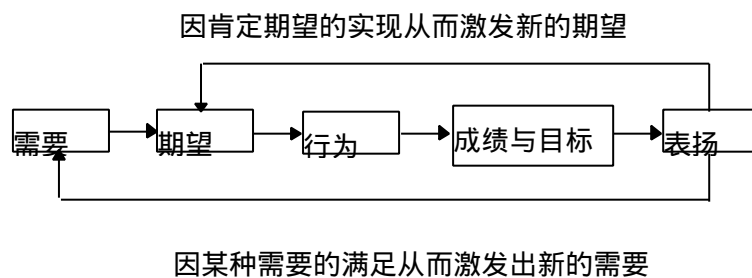 因肯定期望的实现从而激发新的期望
需要
期望
行为
成绩与目标
表扬
因某种需要的满足从而激发出新的需要